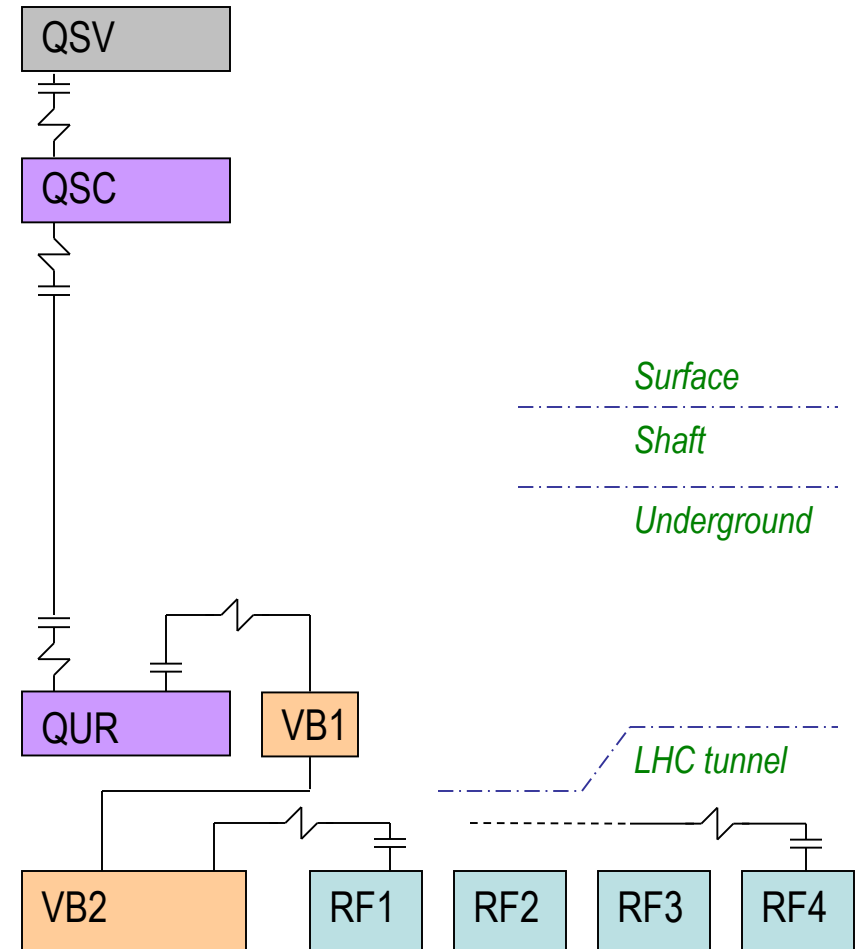 QSV
QSC
Surface
Shaft
Underground
QUR
VB1
LHC tunnel
VB2
RF1
RF2
RF3
RF4